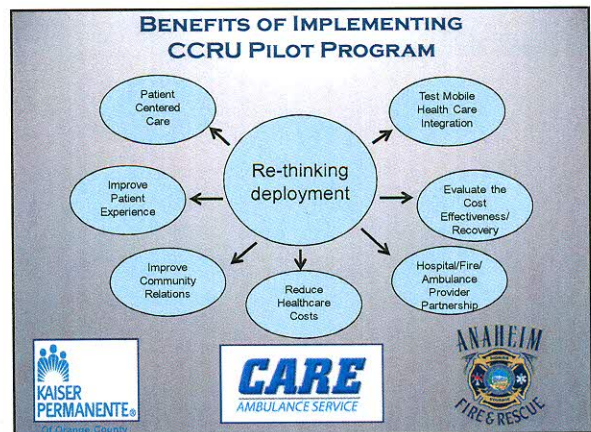 BENEFITS OF IMPLEMENTING
CCRU PILOT PROGRAM
Patient
Centered
Care
Test Mobile
Health Care
Integration
Re-thinking
deployment
Improve
Patient
Experience
Evaluate the
Cost
Effectiveness/
Recovery
Improve
Community
Relations
Reduce
Healthcare
Costs
Hospital/Fire/
Ambulance
Provider
Partnership
KAISER
PERMANENTE®
Of Orange County
CARE
AMBULANCE SERVICE
ANAHEIM
FIRE & RESCUE